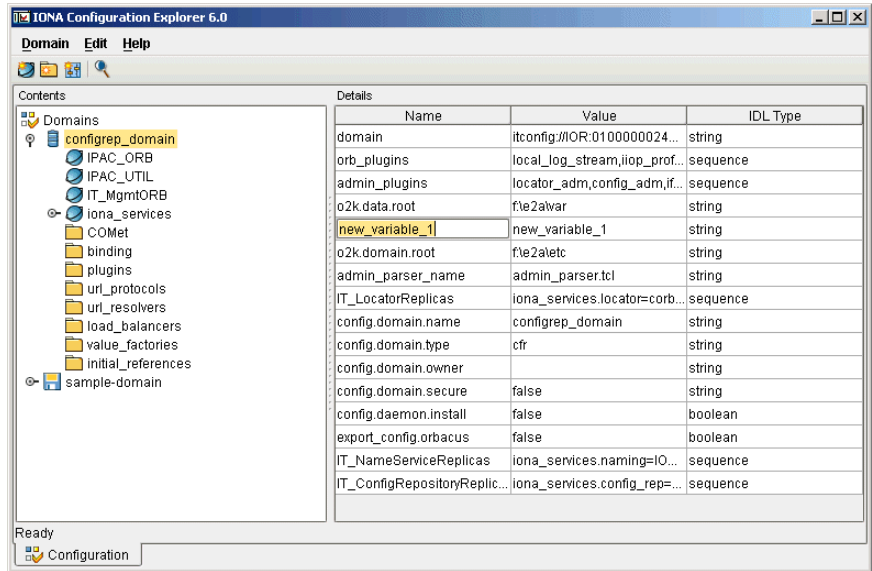 IONA Configuration Explorer 6.0
Domain Edit Help
Contents
Domains
configrep_domain
IPAC_ORB
IPAC_UTIL
IT_MgmtORB
iona_services
COMet
binding
plugins
url_protocols
url_resolvers
load_balancers
value_factories
initial_references
sample-domain
Details
Name Value IDL Type
domain itconfig://IOR:0100000024... string
orb_plugins local_log_stream,iiop_prof... sequence
admin_plugins locator_adm,config_adm,if... sequence
o2k.data.root f:\e2a\var string
new_variable_1 new_variable_1 string
o2k.domain.root f:\e2a\etc string
admin_parser_name admin_parser.tcl string
IT_LocatorReplicas iona_services.locator=corb... sequence
config.domain.name configrep_domain string
config.domain.type cfr string
config.domain.owner string
config.domain.secure false string
config.daemon.install false boolean
export_config.orbacus false boolean
IT_NameServiceReplicas iona_services.naming=IO... sequence
IT_ConfigRepositoryReplic... iona_services.config_rep=... sequence
Ready
Configuration